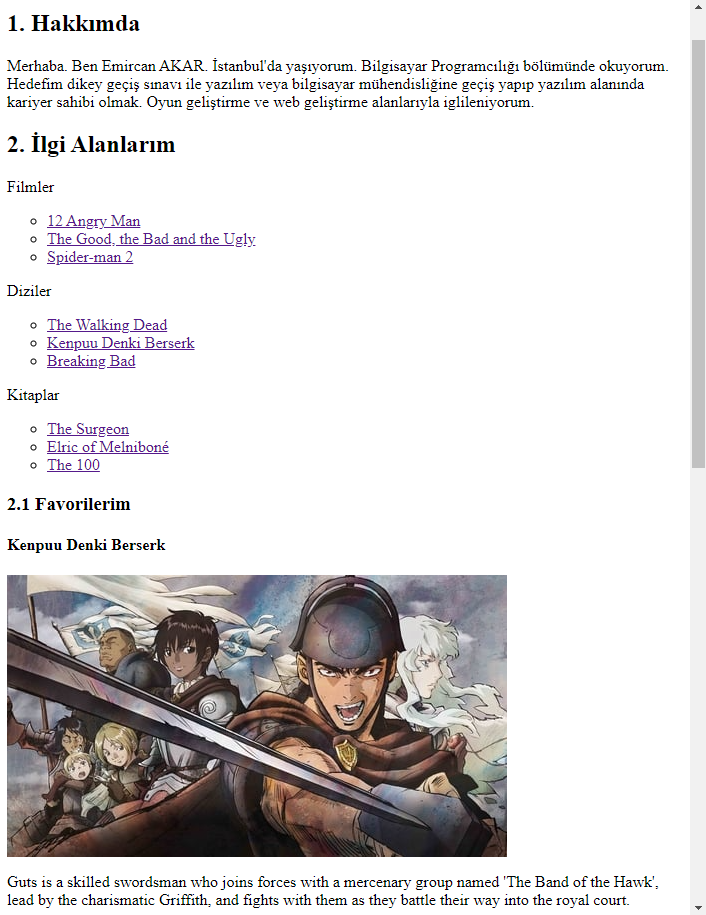 1. Hakkımda
Merhaba. Ben Emircan AKAR. İstanbul'da yaşıyorum. Bilgisayar Programcılığı bölümünde okuyorum.
Hedefim dikey geçiş sınavı ile yazılım veya bilgisayar mühendisliğine geçiş yapıp yazılım alanında
kariyer sahibi olmak. Oyun geliştirme ve web geliştirme alanlarıyla iglileniyorum.
2. İlgi Alanlarım
Filmler
12 Angry Man
The Good, the Bad and the Ugly
Spider-man 2
Diziler
The Walking Dead
Kenpuu Denki Berserk
Breaking Bad
Kitaplar
The Surgeon
Elric of Melniboné
The 100
2.1 Favorilerim
Kenpuu Denki Berserk
Guts is a skilled swordsman who joins forces with a mercenary group named 'The Band of the Hawk',
lead by the charismatic Griffith, and fights with them as they battle their way into the royal court.